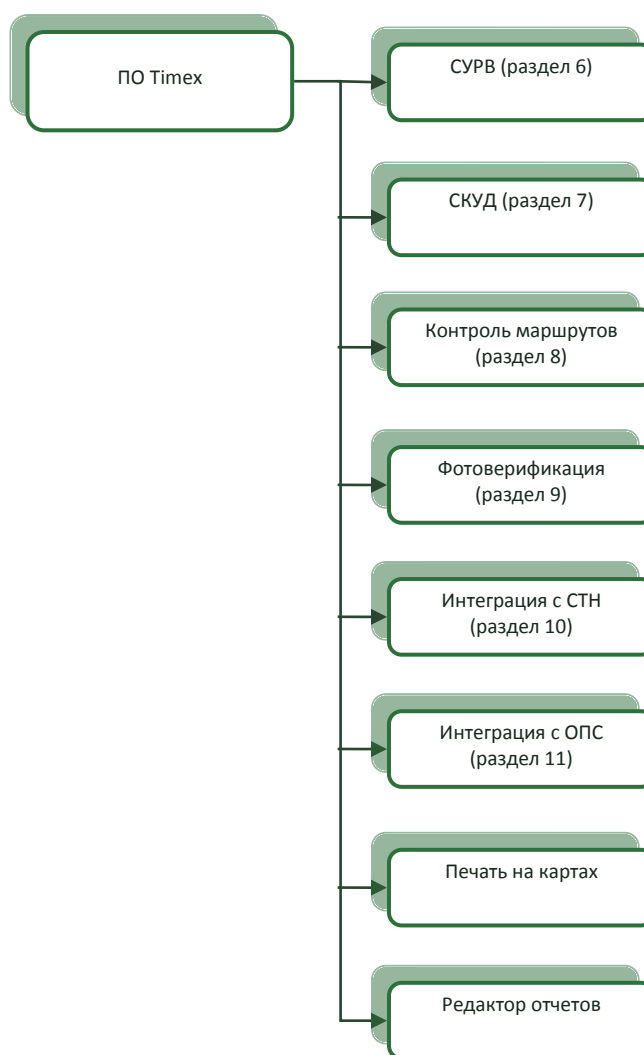 ПО Timex
СУРВ (раздел 6)
СКУД (раздел 7)
Контроль маршрутов
(раздел 8)
Фотоверификация
(раздел 9)
Интеграция с СТН
(раздел 10)
Интеграция с ОПС
(раздел 11)
Печать на картах
Редактор отчетов